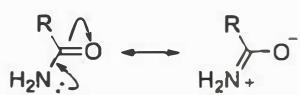 R R
O O⁻
H₂N: H₂N+